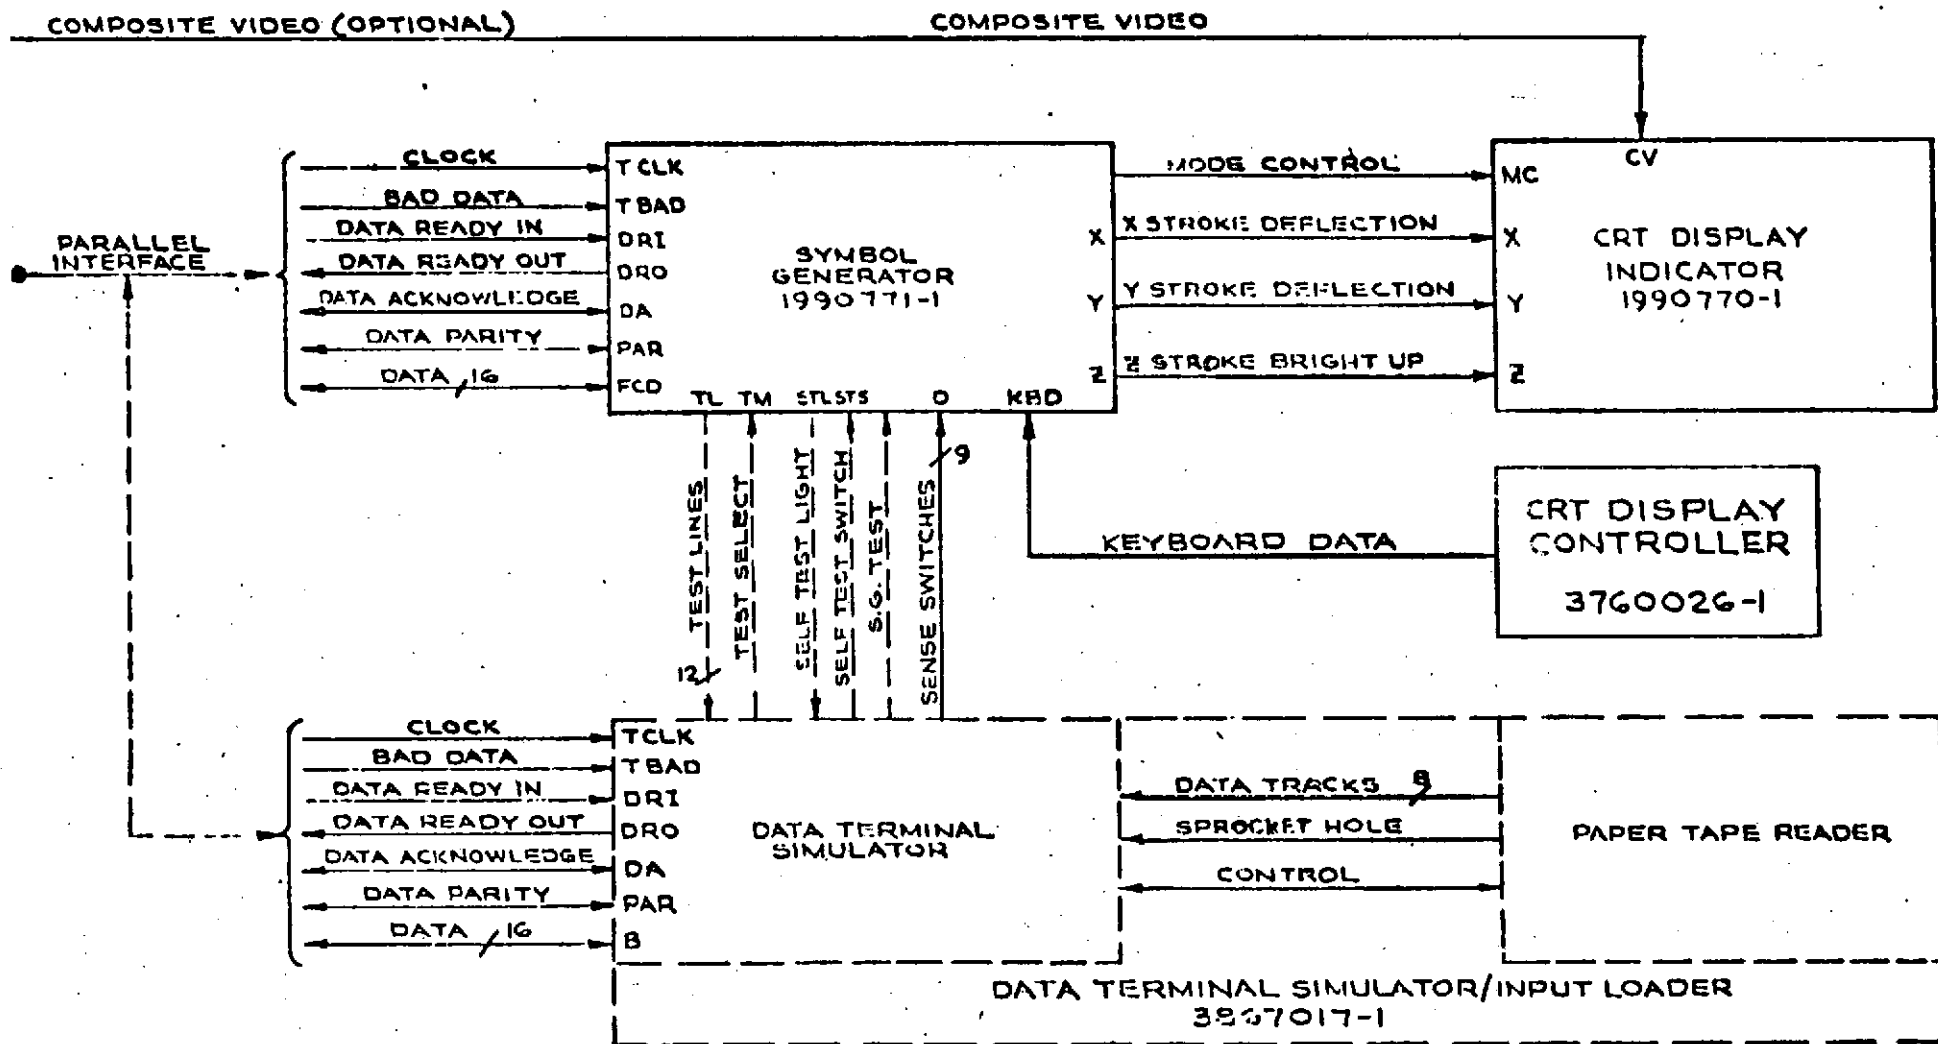 COMPOSITE VIDEO (OPTIONAL)
COMPOSITE VIDEO
PARALLEL
INTERFACE
CLOCK
BAD DATA
DATA READY IN
DATA READY OUT
DATA ACKNOWLEDGE
DATA PARITY
DATA 16
T CLK
T BAD
DRI
DRO
DA
PAR
FCD
SYMBOL
GENERATOR
1990771-1
X
Y
Z
TL TM STL STS O KBD
MODE CONTROL
X STROKE DEFLECTION
Y STROKE DEFLECTION
Z STROKE BRIGHT UP
CV
MC
X
Y
Z
CRT DISPLAY
INDICATOR
1990770-1
TEST LINES
12
TEST SELECT
SELF TEST LIGHT
SELF TEST SWITCH
S.G. TEST
SENSE SWITCHES
9
KEYBOARD DATA
CRT DISPLAY
CONTROLLER
3760026-1
CLOCK
BAD DATA
DATA READY IN
DATA READY OUT
DATA ACKNOWLEDGE
DATA PARITY
DATA 16
TCLK
T BAD
DRI
DRO
DA
PAR
B
DATA TERMINAL
SIMULATOR
DATA TRACKS 8
SPROCKET HOLE
CONTROL
PAPER TAPE READER
DATA TERMINAL SIMULATOR/INPUT LOADER